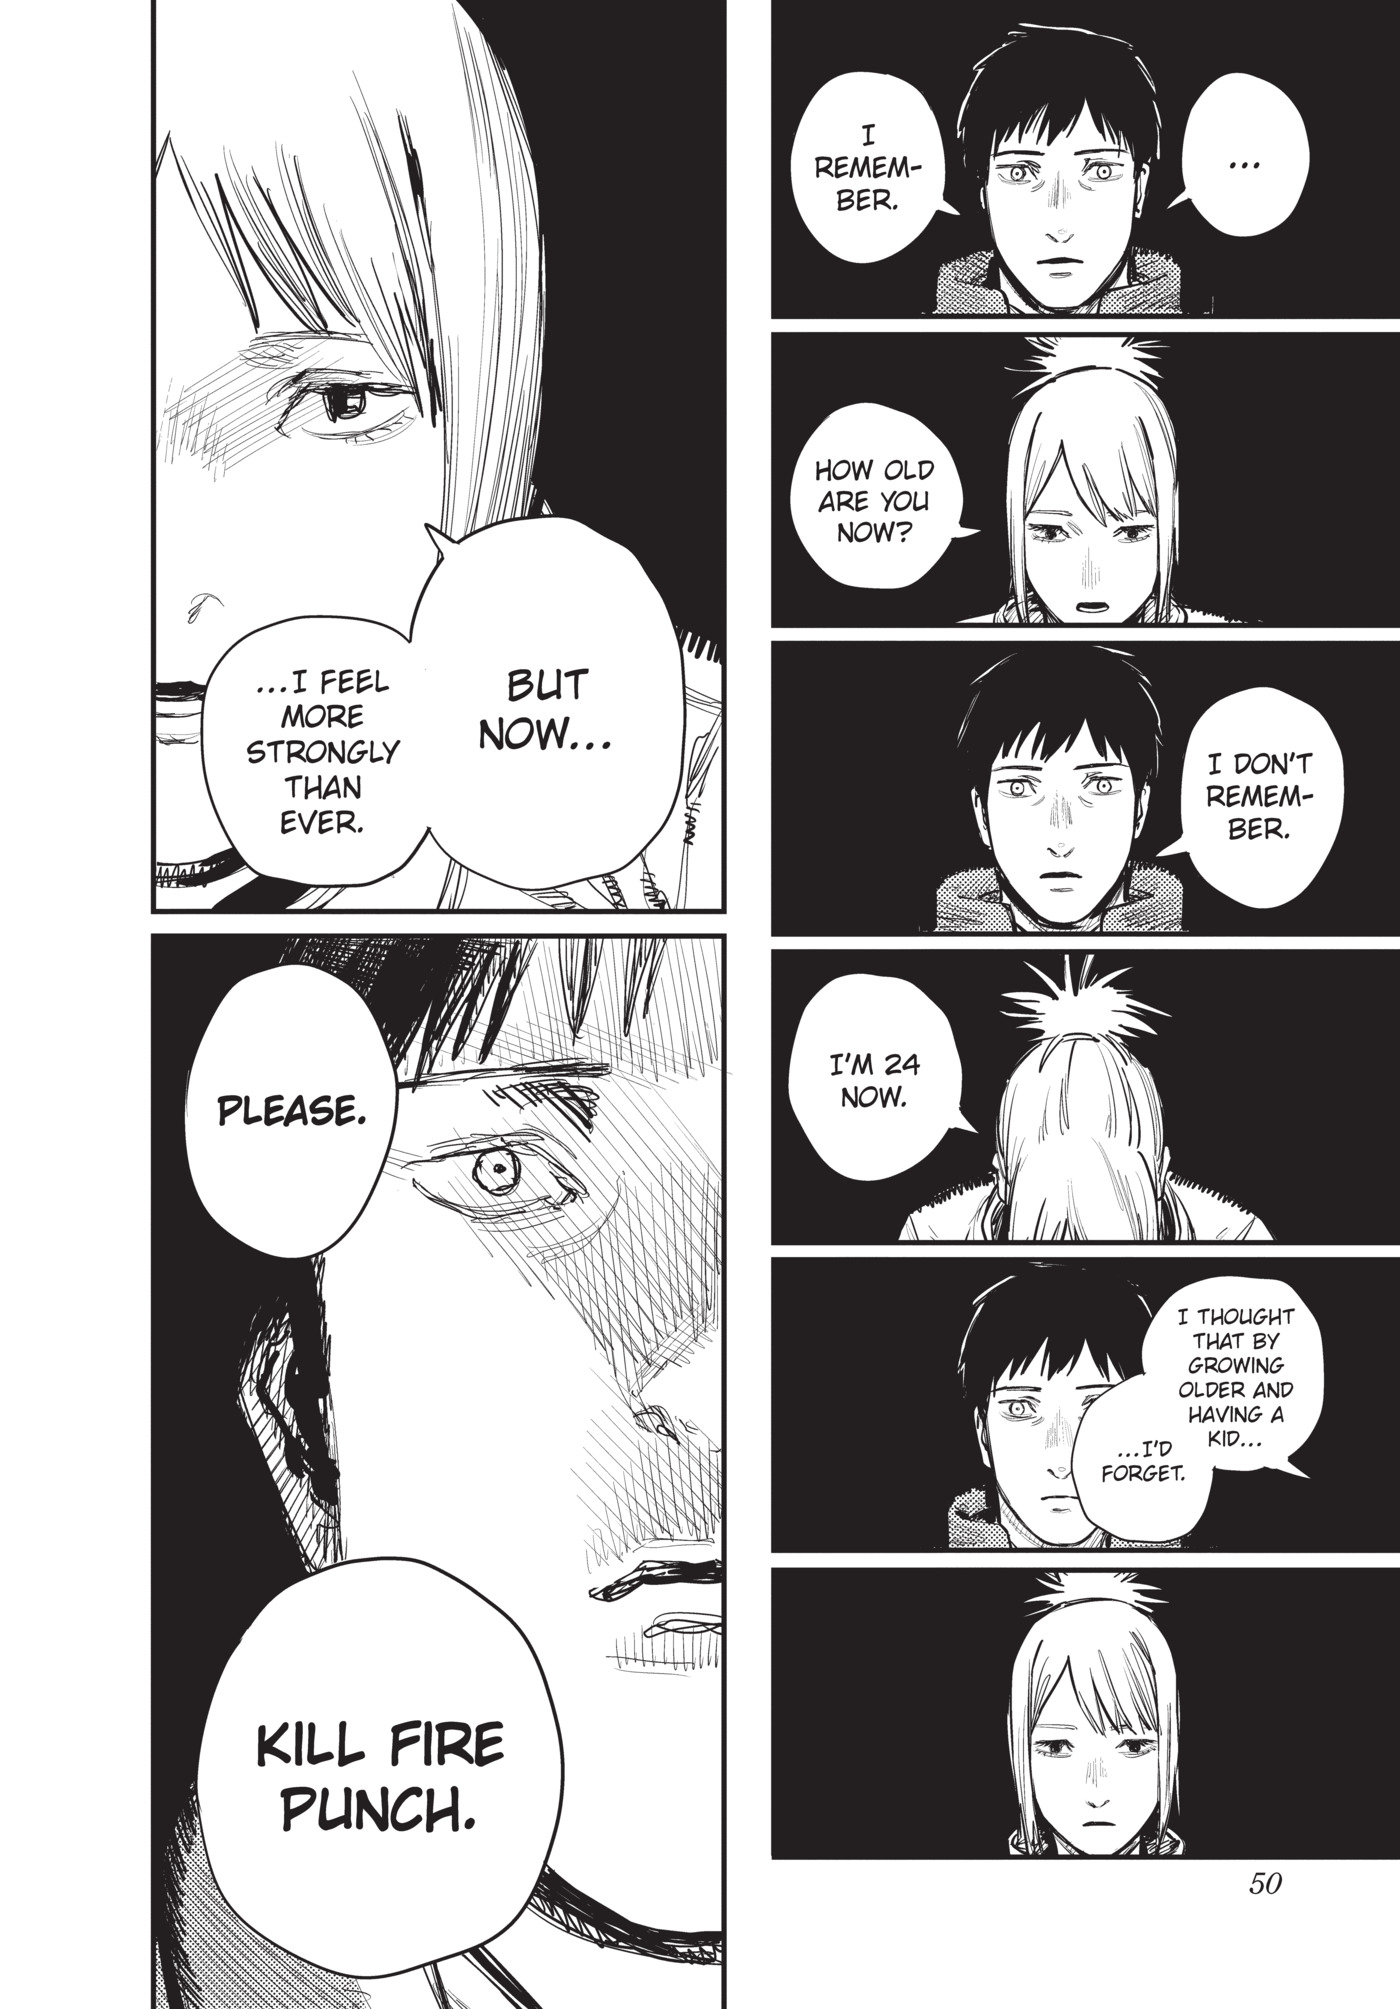 ...
I
REMEM-
BER.
HOW OLD
ARE YOU
NOW?
I DON'T
REMEM-
BER.
I'M 24
NOW.
I THOUGHT
THAT BY
GROWING
OLDER AND
HAVING A
KID...
...I'D
FORGET.
BUT
NOW...
...I FEEL
MORE
STRONGLY
THAN
EVER.
PLEASE.
KILL FIRE
PUNCH.
50